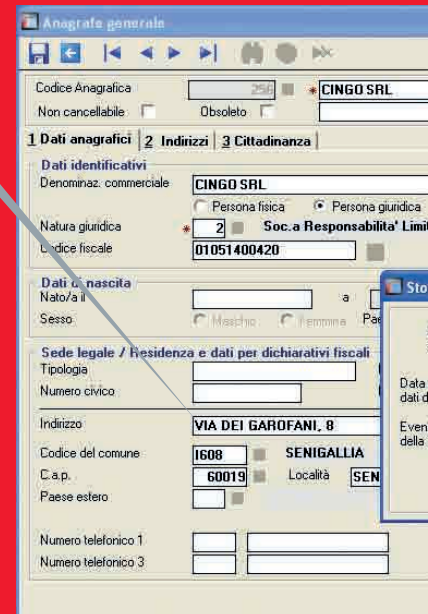 Anagrafe generale
Codice Anagrafica 256 * CINGO SRL
Non cancellabile Obsoleto
1 Dati anagrafici 2 Indirizzi 3 Cittadinanza
Dati identificativi
Denominaz. commerciale CINGO SRL
Persona fisica Persona giuridica
Natura giuridica * 2 Soc.a Responsabilita' Limit
Codice fiscale 01051400420
Dati di nascita
Nato/a il a
Sesso Maschio Femmina Pae
Sede legale / Residenza e dati per dichiarativi fiscali
Tipologia
Numero civico
Indirizzo VIA DEI GAROFANI, 8
Codice del comune I608 SENIGALLIA
C.a.p. 60019 Località SEN
Paese estero
Numero telefonico 1
Numero telefonico 3
Sto
Data
dati d
Even
della